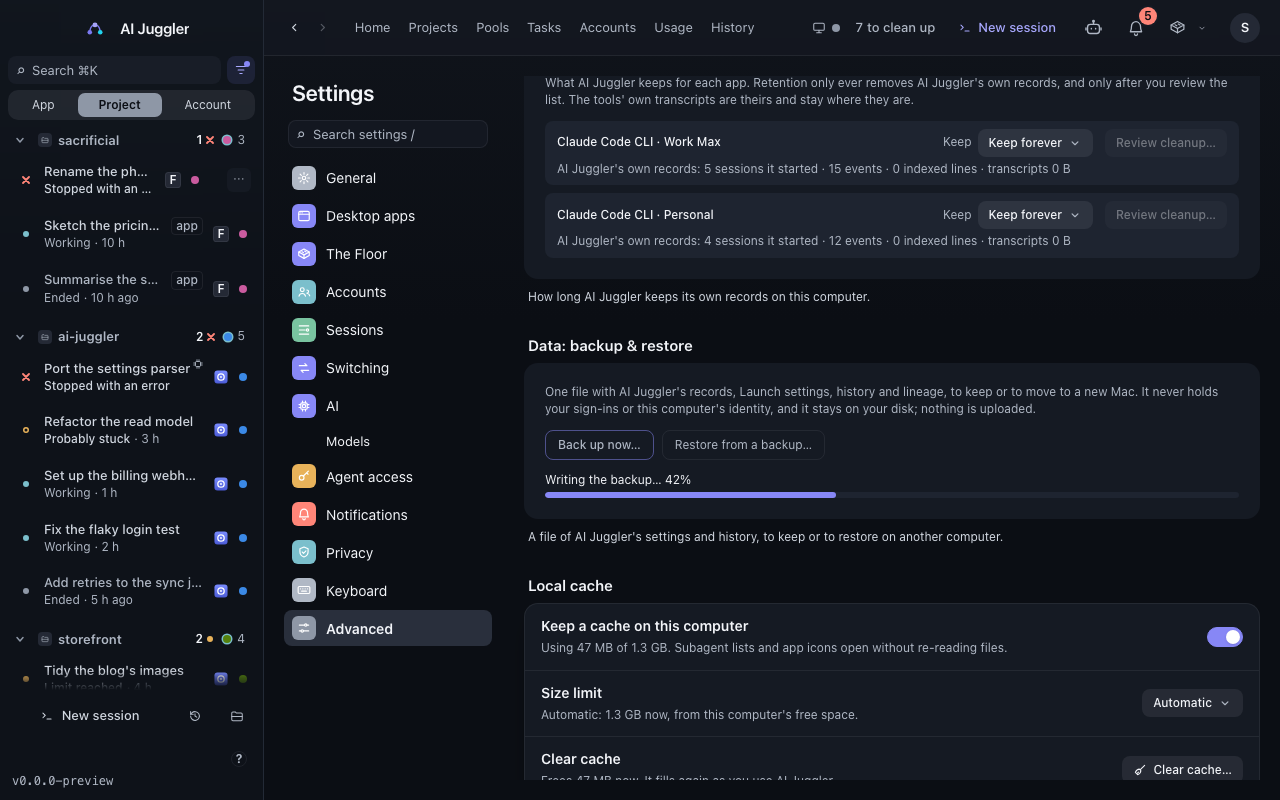 AI Juggler
Search ⌘K
App Project Account
sacrificial 1 3
Rename the ph... F
Stopped with an ...
Sketch the pricin... app F
Working · 10 h
Summarise the s... app F
Ended · 10 h ago
ai-juggler 2 5
Port the settings parser
Stopped with an error
Refactor the read model
Probably stuck · 3 h
Set up the billing webh...
Working · 1 h
Fix the flaky login test
Working · 2 h
Add retries to the sync j...
Ended · 5 h ago
storefront 2 4
Tidy the blog's images
Limit reached · 4 h
New session
?
v0.0.0-preview
Home Projects Pools Tasks Accounts Usage History 7 to clean up New session 5 S
Settings
Search settings /
General
Desktop apps
The Floor
Accounts
Sessions
Switching
AI
Models
Agent access
Notifications
Privacy
Keyboard
Advanced
What AI Juggler keeps for each app. Retention only ever removes AI Juggler's own records, and only after you review the
list. The tools' own transcripts are theirs and stay where they are.
Claude Code CLI · Work Max Keep Keep forever Review cleanup...
AI Juggler's own records: 5 sessions it started · 15 events · 0 indexed lines · transcripts 0 B
Claude Code CLI · Personal Keep Keep forever Review cleanup...
AI Juggler's own records: 4 sessions it started · 12 events · 0 indexed lines · transcripts 0 B
How long AI Juggler keeps its own records on this computer.
Data: backup & restore
One file with AI Juggler's records, Launch settings, history and lineage, to keep or to move to a new Mac. It never holds
your sign-ins or this computer's identity, and it stays on your disk; nothing is uploaded.
Back up now... Restore from a backup...
Writing the backup... 42%
A file of AI Juggler's settings and history, to keep or to restore on another computer.
Local cache
Keep a cache on this computer
Using 47 MB of 1.3 GB. Subagent lists and app icons open without re-reading files.
Size limit Automatic
Automatic: 1.3 GB now, from this computer's free space.
Clear cache Clear cache...
Frees 47 MB now. It fills again as you use AI Juggler.